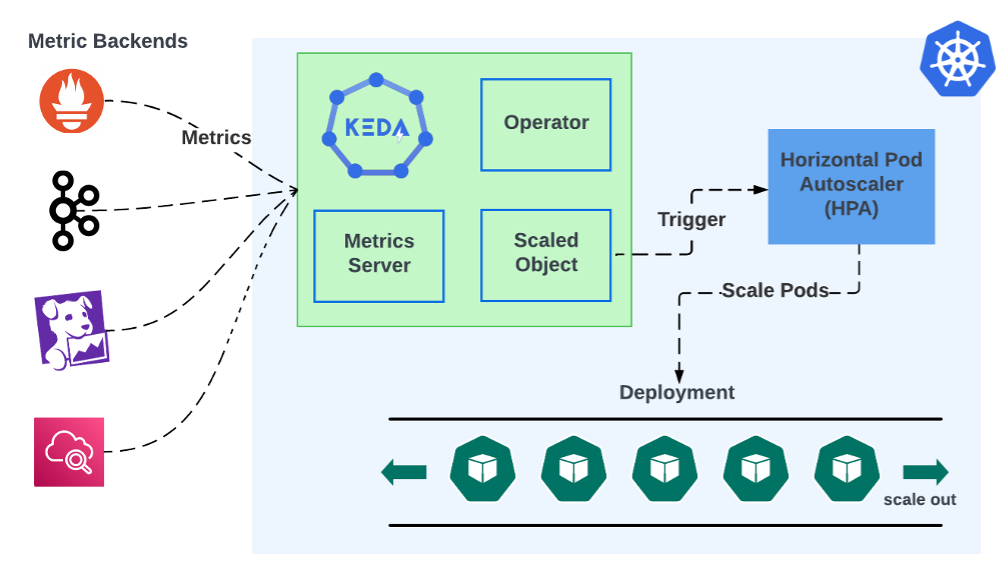 Metric Backends
Metrics
KEDA
Operator
Metrics
Server
Scaled
Object
Trigger
Horizontal Pod
Autoscaler
(HPA)
Scale Pods
Deployment
scale out